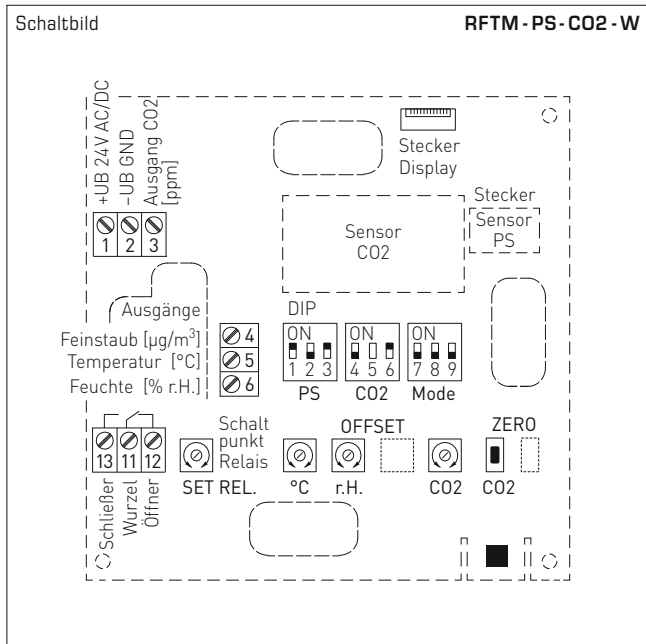 Schaltbild
RFTM-PS-CO2-W
+UB 24V AC/DC
–UB GND
Ausgang CO2
[ppm]
1 2 3
Stecker
Display
Sensor
CO2
Stecker
Sensor
PS
Ausgänge
Feinstaub [µg/m³]
Temperatur [°C]
Feuchte [% r.H.]
4
5
6
DIP
ON
1 2 3
PS
ON
4 5 6
CO2
ON
7 8 9
Mode
13 11 12
Schließer
Wurzel
Öffner
Schalt
punkt
Relais
SET REL.
OFFSET
°C
r.H.
CO2
ZERO
CO2